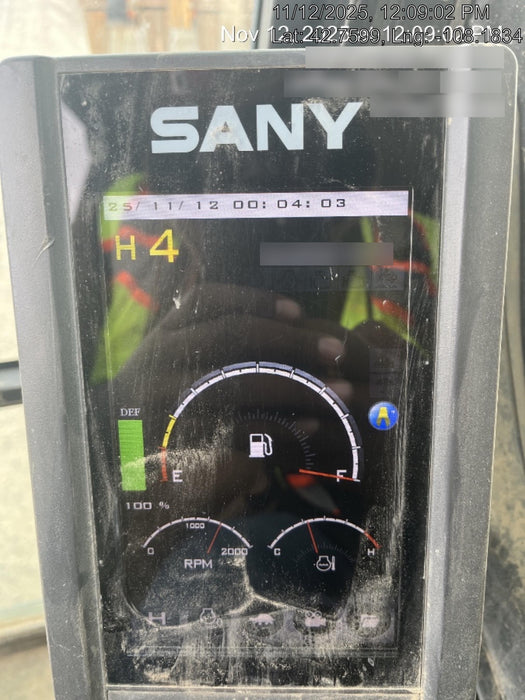 11/12/2025, 12:09:02 PM
SANY
25/ 11/ 12 00: 04: 03
H 4
DEF
E
F
100 %
0
1000
2000
RPM
C
H
H